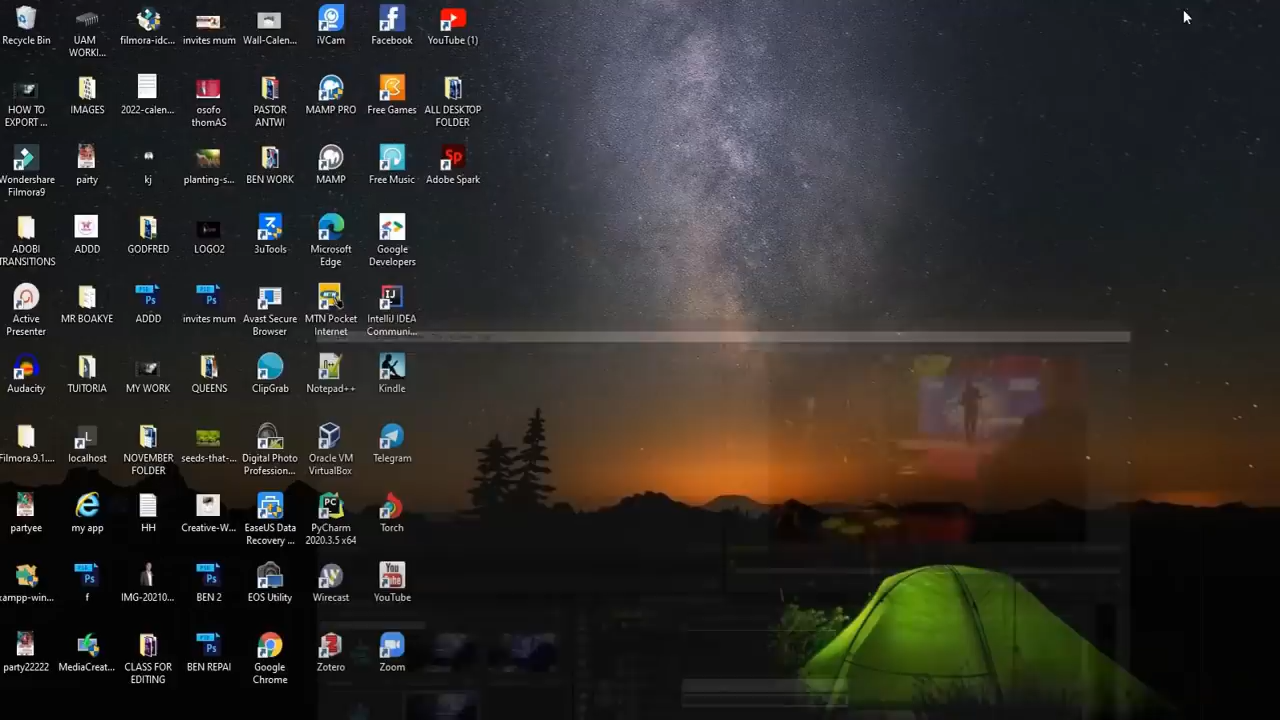 Recycle Bin
UAM
WORKI...
filmora-idc...
invites mum
Wall-Calen...
iVCam
Facebook
YouTube (1)
HOW TO
EXPORT ...
IMAGES
2022-calen...
osofo
thomAS
PASTOR
ANTWI
MAMP PRO
Free Games
ALL DESKTOP
FOLDER
Wondershare
Filmora9
party
kj
planting-s...
BEN WORK
MAMP
Free Music
Adobe Spark
ADOBI
TRANSITIONS
ADDD
GODFRED
LOGO2
3uTools
Microsoft
Edge
Google
Developers
Active
Presenter
MR BOAKYE
ADDD
invites mum
Avast Secure
Browser
MTN Pocket
Internet
IntelliJ IDEA
Communi...
Audacity
TUITORIA
MY WORK
QUEENS
ClipGrab
Notepad++
Kindle
Filmora.9.1....
localhost
NOVEMBER
FOLDER
seeds-that-...
Digital Photo
Profession...
Oracle VM
VirtualBox
Telegram
partyee
my app
HH
Creative-W...
EaseUS Data
Recovery ...
PyCharm
2020.3.5 x64
Torch
xampp-win...
f
IMG-20210...
BEN 2
EOS Utility
Wirecast
YouTube
party22222
MediaCreat...
CLASS FOR
EDITING
BEN REPAI
Google
Chrome
Zotero
Zoom